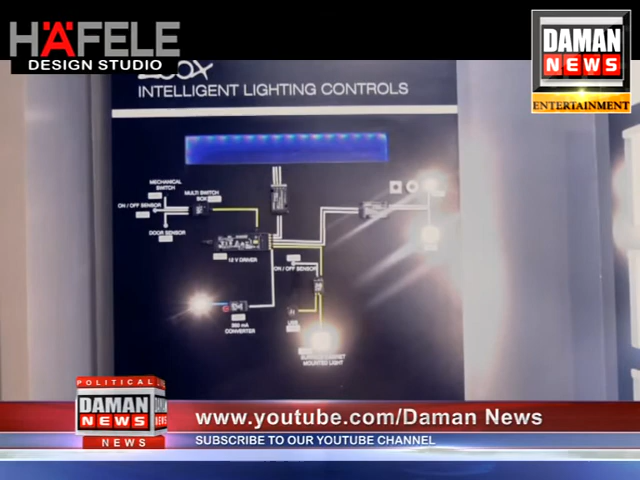 HÄFELE
DESIGN STUDIO
DAMAN
NEWS
ENTERTAINMENT
INTELLIGENT LIGHTING CONTROLS
MECHANICAL
SWITCH
MULTI SWITCH
BOX
ON / OFF SENSOR
DOOR SENSOR
12 V DRIVER
ON / OFF SENSOR
350 mA
CONVERTER
MOUNTED LIGHT
POLITICAL
DAMAN
NEWS
NEWS
www.youtube.com/Daman News
SUBSCRIBE TO OUR YOUTUBE CHANNEL